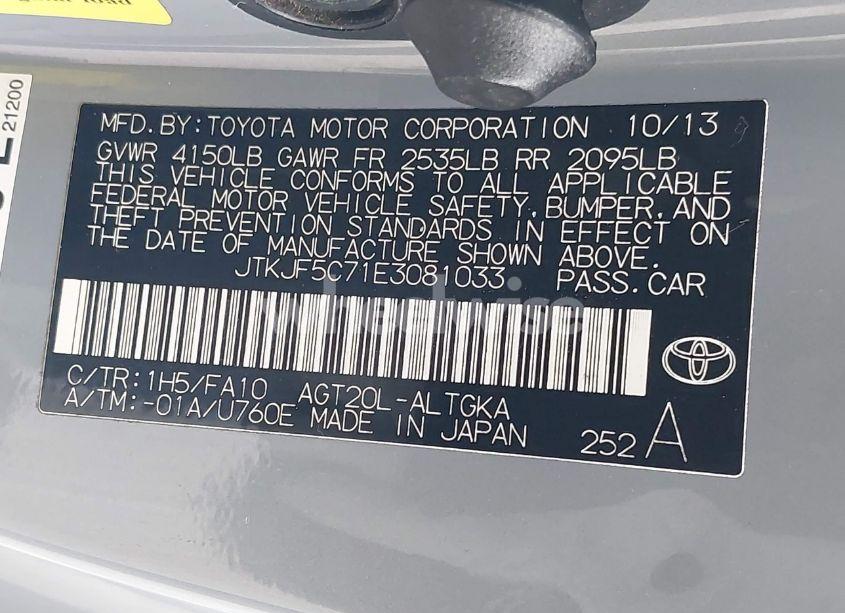 21200
MFD.BY:TOYOTA MOTOR CORPORATION 10/13
GVWR 4150LB GAWR FR 2535LB RR 2095LB
THIS VEHICLE CONFORMS TO ALL APPLICABLE
FEDERAL MOTOR VEHICLE SAFETY, BUMPER, AND
THEFT PREVENTION STANDARDS IN EFFECT ON
THE DATE OF MANUFACTURE SHOWN ABOVE.
JTKJF5C71E3081033 PASS.CAR
wheelwise
C/TR:1H5/FA10 AGT20L-ALTGKA
A/TM:-01A/U760E MADE IN JAPAN
252 A